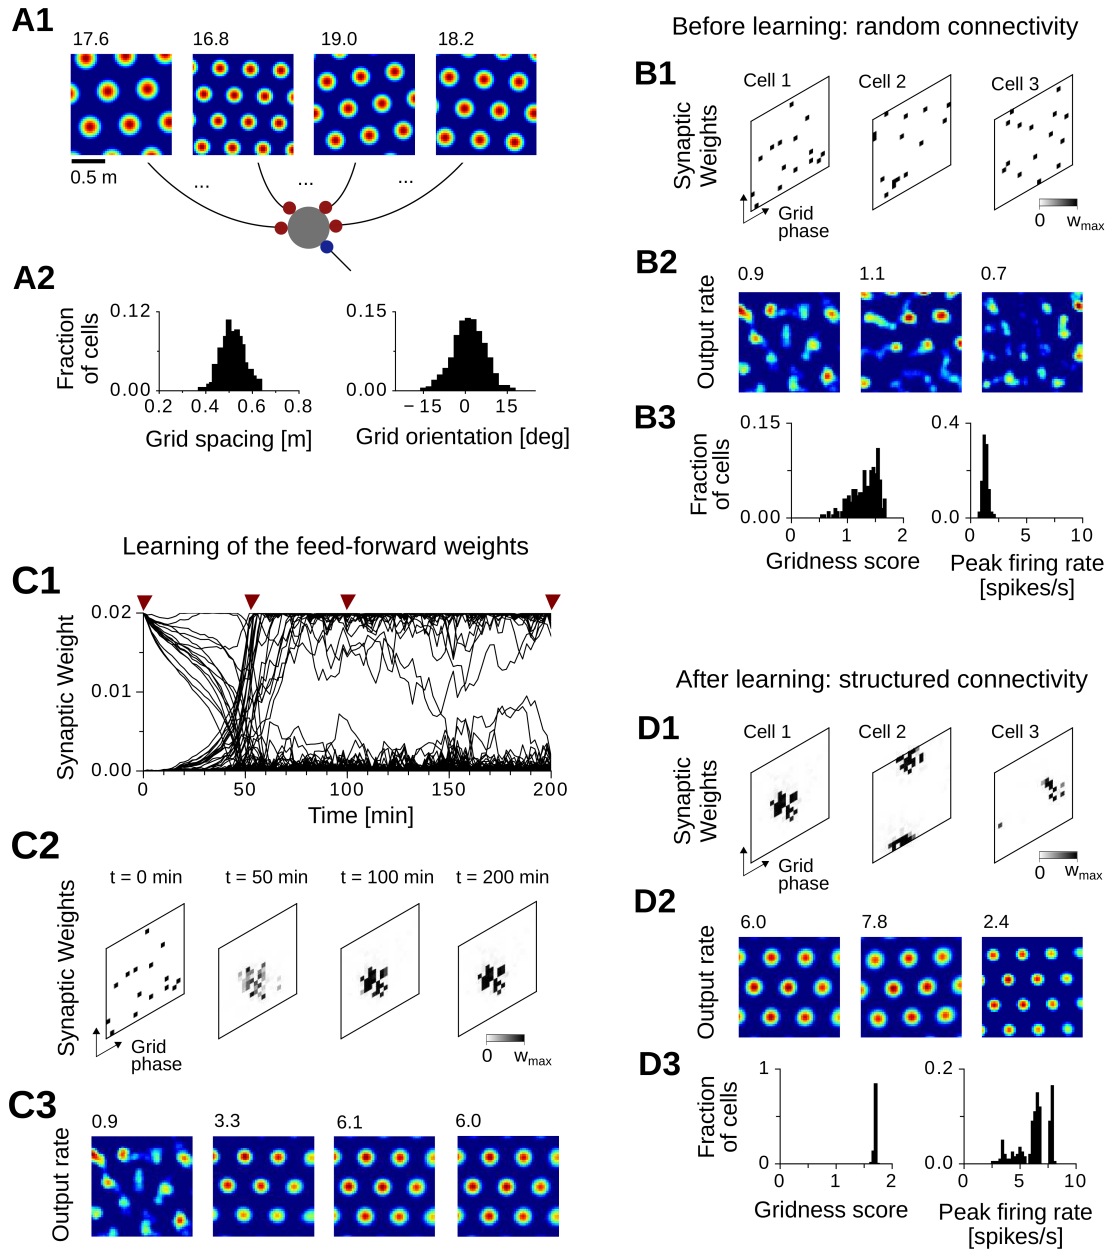 A1
17.6 16.8 19.0 18.2
0.5 m
... ... ...
A2
Fraction
of cells
0.12
0.00
0.2 0.4 0.6 0.8
Grid spacing [m]
0.15
0.00
−15 0 15
Grid orientation [deg]
Learning of the feed-forward weights
C1
Synaptic Weight
0.02
0.01
0.00
0 50 100 150 200
Time [min]
C2
Synaptic Weights
t = 0 min t = 50 min t = 100 min t = 200 min
Grid
phase
0 wmax
C3
Output rate
0.9 3.3 6.1 6.0
Before learning: random connectivity
B1
Synaptic
Weights
Cell 1 Cell 2 Cell 3
Grid
phase
0 wmax
B2
Output rate
0.9 1.1 0.7
B3
Fraction
of cells
0.15
0.00
0 1 2
Gridness score
0.4
0.0
0 5 10
Peak firing rate
[spikes/s]
After learning: structured connectivity
D1
Synaptic
Weights
Cell 1 Cell 2 Cell 3
Grid
phase
0 wmax
D2
Output rate
6.0 7.8 2.4
D3
Fraction
of cells
1
0
0 1 2
Gridness score
0.2
0.0
0 5 10
Peak firing rate
[spikes/s]